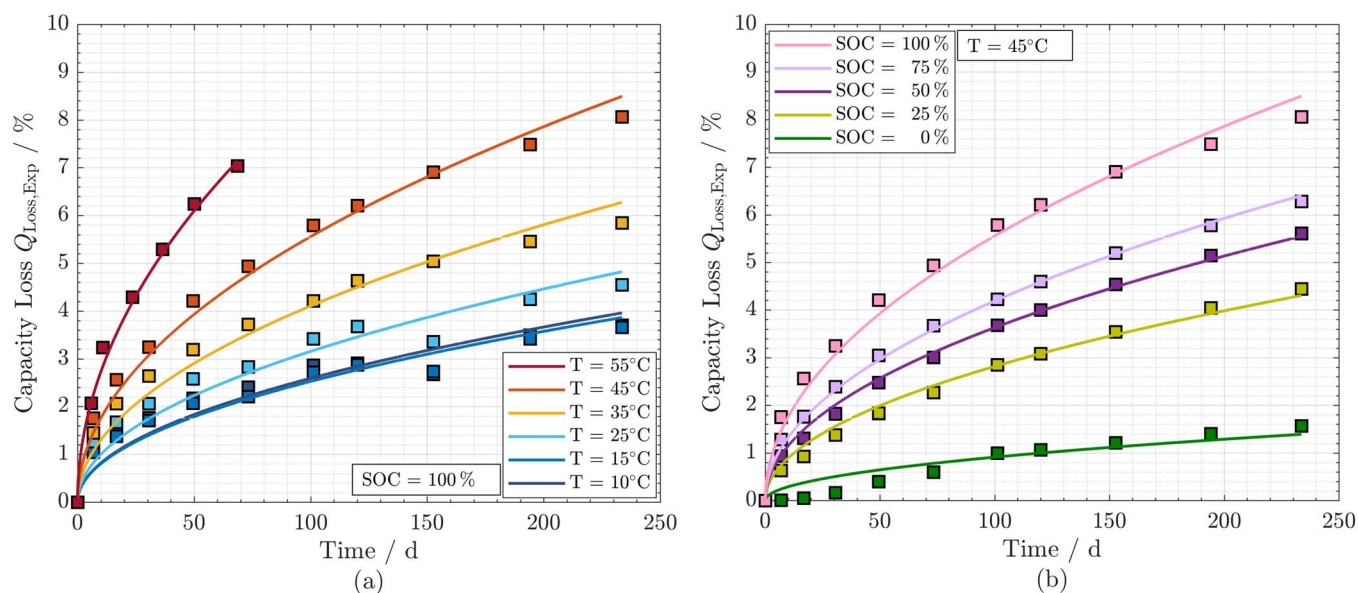 10
9
8
7
6
5
4
3
2
1
0
Capacity Loss Q_Loss,Exp / %
T = 55°C
T = 45°C
T = 35°C
T = 25°C
T = 15°C
T = 10°C
SOC = 100 %
0 50 100 150 200 250
Time / d
(a)
10
9
8
7
6
5
4
3
2
1
0
Capacity Loss Q_Loss,Exp / %
SOC = 100 %
SOC = 75 %
SOC = 50 %
SOC = 25 %
SOC = 0 %
T = 45°C
0 50 100 150 200 250
Time / d
(b)